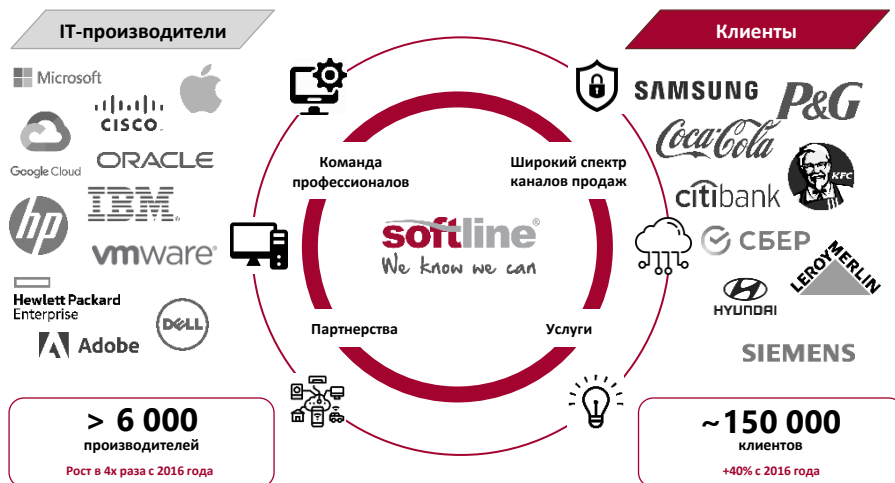 IT-производители
Microsoft
CISCO
Google Cloud
ORACLE
hp
IBM
vmware
Hewlett Packard
Enterprise
DELL
Adobe
> 6 000
производителей
Рост в 4х раза с 2016 года
Команда
профессионалов
Широкий спектр
каналов продаж
softline®
We know we can
Партнерства
Услуги
Клиенты
SAMSUNG
P&G
Coca-Cola
KFC
citibank
СБЕР
LEROY MERLIN
HYUNDAI
SIEMENS
~150 000
клиентов
+40% с 2016 года